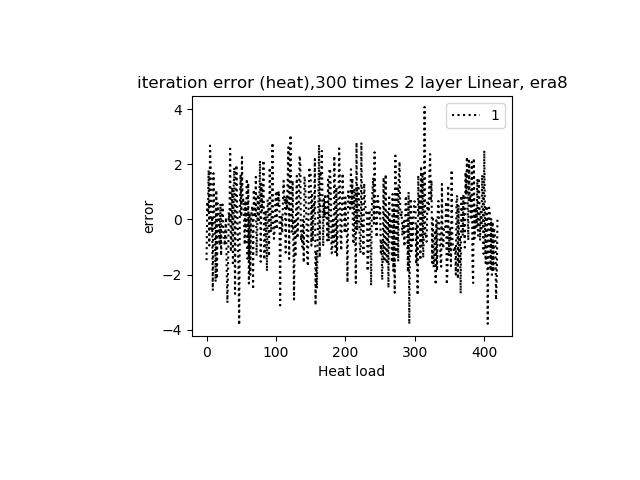 iteration error (heat),300 times 2 layer Linear, era8
4
2
0
−2
−4
error
1
0 100 200 300 400
Heat load